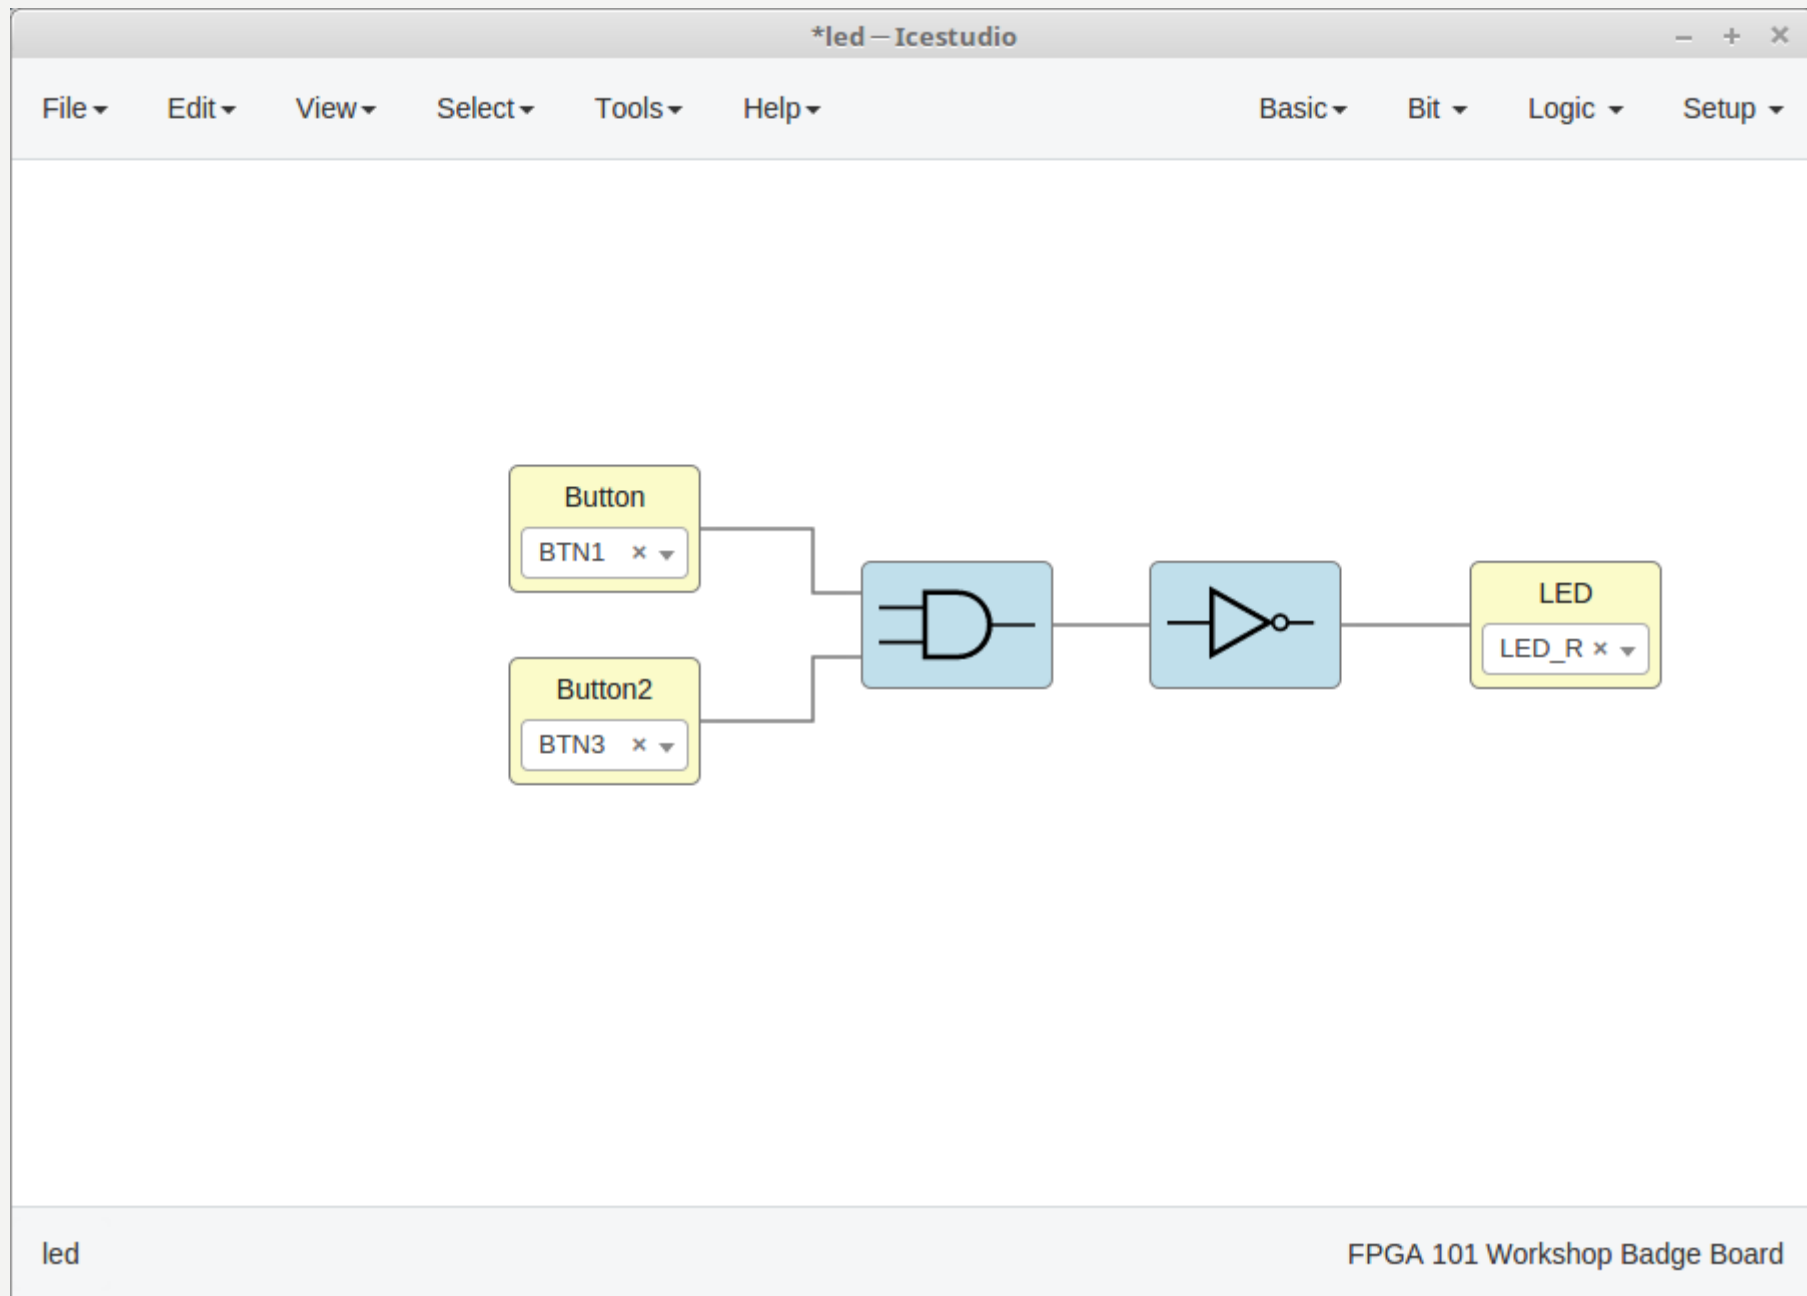 *led — Icestudio
File Edit View Select Tools Help Basic Bit Logic Setup
Button
BTN1
Button2
BTN3
LED
LED_R
led
FPGA 101 Workshop Badge Board